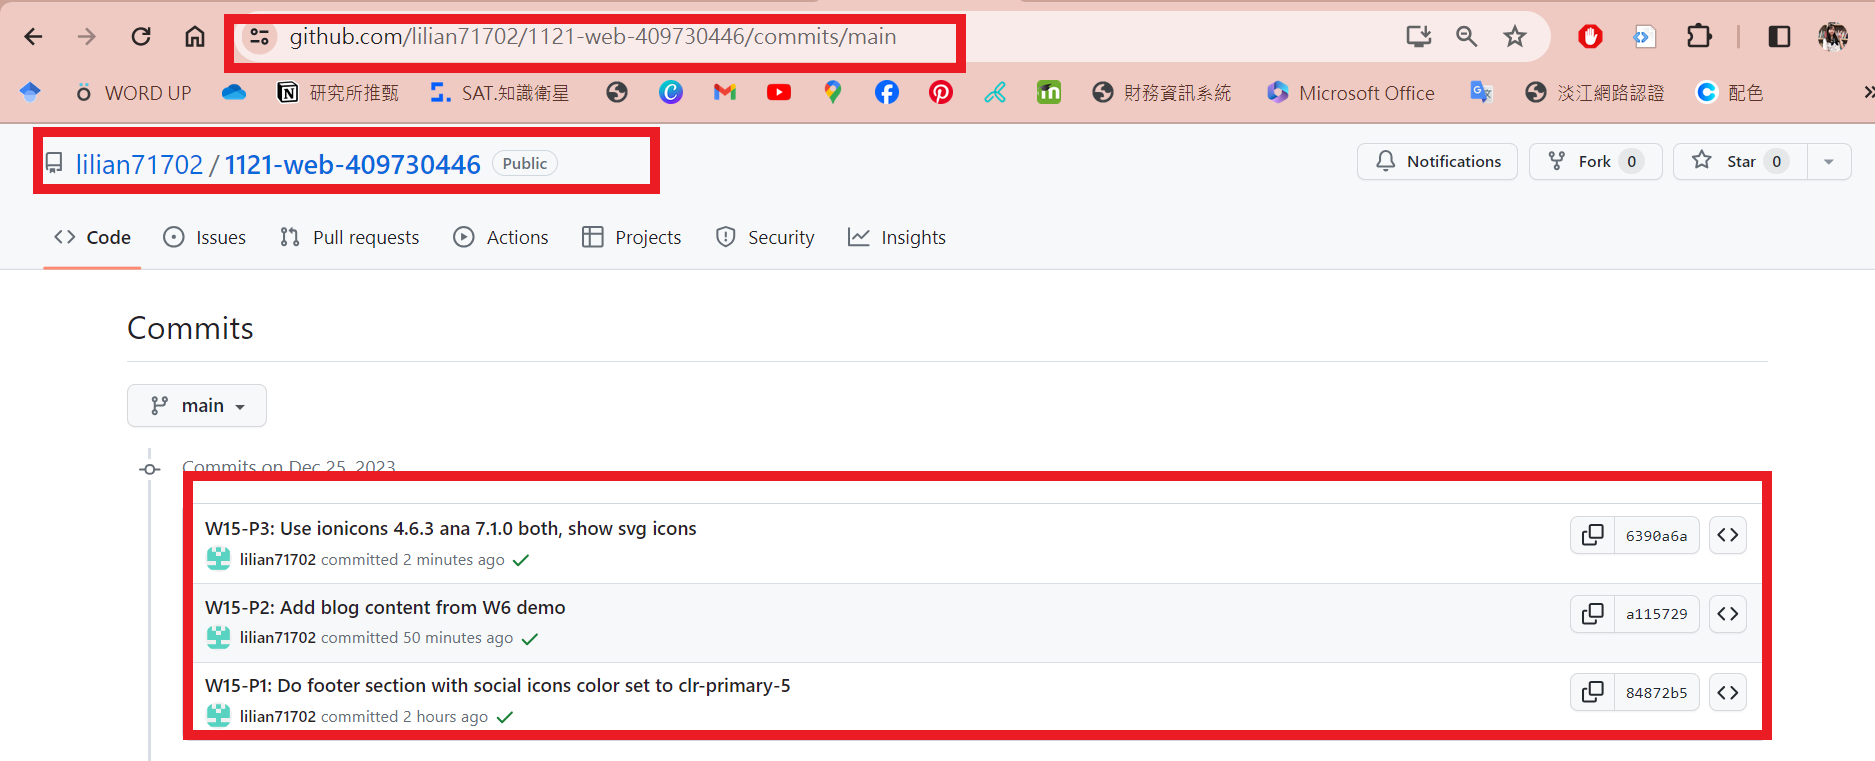 github.com/lilian71702/1121-web-409730446/commits/main
WORD UP 研究所推甄 SAT.知識衛星 財務資訊系統 Microsoft Office 淡江網路認證 配色
lilian71702 / 1121-web-409730446 Public
Notifications Fork 0 Star 0
Code Issues Pull requests Actions Projects Security Insights
Commits
main
Commits on Dec 25, 2023
W15-P3: Use ionicons 4.6.3 ana 7.1.0 both, show svg icons
lilian71702 committed 2 minutes ago
6390a6a
W15-P2: Add blog content from W6 demo
lilian71702 committed 50 minutes ago
a115729
W15-P1: Do footer section with social icons color set to clr-primary-5
lilian71702 committed 2 hours ago
84872b5